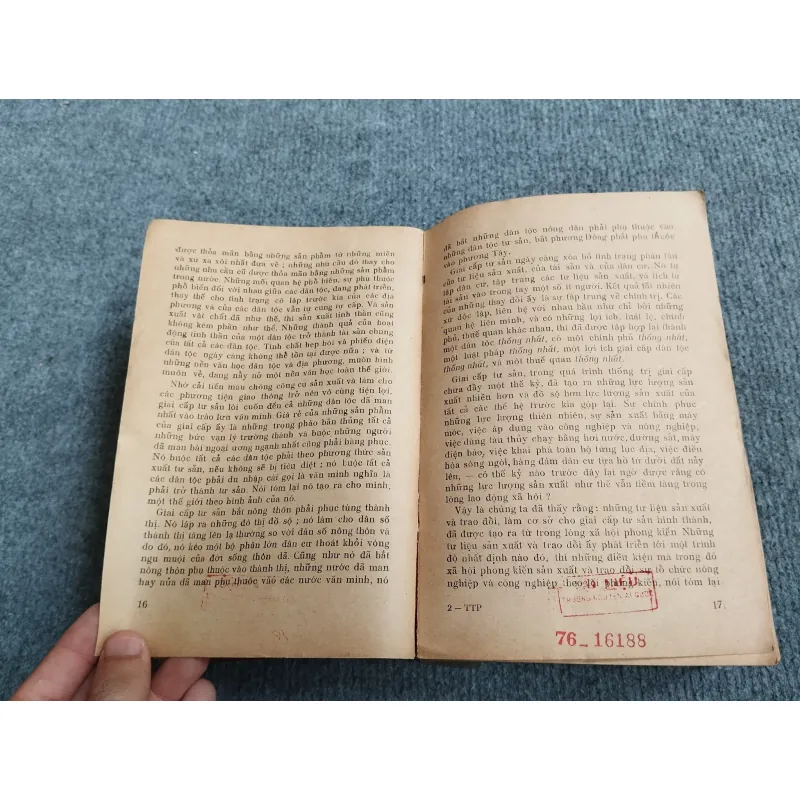 được thỏa mãn bằng những sản phẩm từ những miền
và xứ xa xôi nhất đưa về ; những nhu cầu đó thay cho
những nhu cầu cũ được thỏa mãn bằng những sản phẩm
trong nước. Những mối quan hệ phổ biến, sự phụ thuộc
phổ biến đối với nhau giữa các dân tộc, đang phát triển,
thay thế cho tình trạng cô lập trước kia của các địa
phương và của các dân tộc vẫn tự cung tự cấp. Và sản
xuất vật chất đã như thế, thì sản xuất tinh thần cũng
không kém phần như thế. Những thành quả của hoạt
động tinh thần của một dân tộc trở thành tài sản chung
của tất cả các dân tộc. Tính chất hẹp hòi và phiến diện
dân tộc ngày càng không thể tồn tại được nữa ; và từ
những nền văn học dân tộc và địa phương, muôn hình
muôn vẻ, đang nẩy nở một nền văn học toàn thế giới.
Nhờ cải tiến mau chóng công cụ sản xuất và làm cho
các phương tiện giao thông trở nên vô cùng tiện lợi,
giai cấp tư sản lôi cuốn đến cả những dân tộc dã man
nhất vào trào lưu văn minh Giá rẻ của những sản phẩm
của giai cấp ấy là những trọng pháo bắn thủng tất cả
những bức vạn lý trường thành và buộc những người
dã man bài ngoại ương ngạnh nhất cũng phải hàng phục.
Nó buộc tất cả các dân tộc phải theo phương thức sản
xuất tư sản, nếu không sẽ bị tiêu diệt ; nó buộc tất cả
các dân tộc phải du nhập cái gọi là văn minh nghĩa là
phải trở thành tư sản. Nói tóm lại nó tạo ra cho mình
một thế giới theo hình ảnh của nó.
Giai cấp tư sản bắt nông thôn phải phục tùng thành
thị. Nó lập ra những đô thị đồ sộ ; nó làm cho dân số
thành thị tăng lên lạ thường so với dân số nông thôn và
do đó, nó kéo một bộ phận lớn dân cư thoát khỏi vòng
ngu muội của đời sống thôn dã. Cũng như nó đã bắt
nông thôn phụ thuộc vào thành thị, những nước dã man
hay nửa dã man phụ thuộc vào các nước văn minh, nó
16
đã bắt những dân tộc nông dân phải phụ thuộc vào
những dân tộc tư sản, bắt phương Đông phải phụ thuộc
vào phương Tây.
Giai cấp tư sản ngày càng xóa bỏ tình trạng phân tán
của tư liệu sản xuất, của tài sản và của dân cư. Nó tụ
tập dân cư, tập trung các tư liệu sản xuất, và tích tụ
tài sản vào trong tay một số ít người. Kết quả tất nhiên
của những thay đổi ấy là sự tập trung về chính trị. Các
xứ độc lập, liên hệ với nhau hầu như chỉ bởi những
quan hệ liên minh, và có những lợi ích, luật lệ, chính
phủ, thuế quan khác nhau, thì đã được tập hợp lại thành
một dân tộc thống nhất, có một chính phủ thống nhất,
một luật pháp thống nhất, một lợi ích giai cấp dân tộc
thống nhất, và một thuế quan thống nhất.
Giai cấp tư sản, trong quá trình thống trị giai cấp
chưa đầy một thế kỷ, đã tạo ra những lực lượng sản
xuất nhiều hơn và đồ sộ hơn lực lượng sản xuất của
tất cả các thế hệ trước kia gộp lại. Sự chinh phục
những lực lượng thiên nhiên, sự sản xuất bằng máy
móc, việc áp dụng vào công nghiệp và nông nghiệp,
việc dùng tàu thủy chạy bằng hơi nước, đường sắt, máy
điện báo, việc khai phá toàn bộ từng lục địa, việc điều
hòa sông ngòi, hàng đám dân cư tựa hồ từ dưới đất nảy
lên, — có thế kỷ nào trước đây lại ngờ được rằng có
những lực lượng sản xuất như thế vẫn tiềm tàng trong
lòng lao động xã hội ?
Vậy là chúng ta đã thấy rằng : những tư liệu sản xuất
và trao đổi, làm cơ sở cho giai cấp tư sản hình thành,
đã được tạo ra từ trong lòng xã hội phong kiến Những
tư liệu sản xuất và trao đổi ấy phát triển tới một trình
độ nhất định nào đó, thì những điều kiện ma trong đó
xã hội phong kiến sản xuất và trao đổi, sự tổ chức nông
nghiệp và công nghiệp theo lối phong kiến, nói tóm lại
2 — TTP
17
76_16188